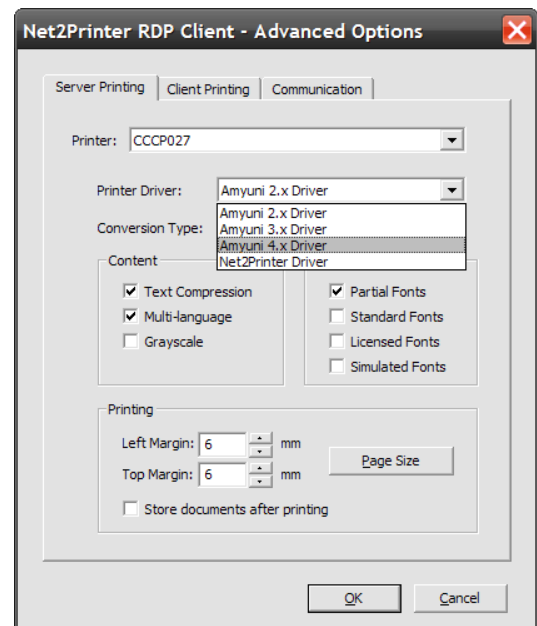 Net2Printer RDP Client - Advanced Options
Server Printing Client Printing Communication
Printer: CCCP027
Printer Driver: Amyuni 2.x Driver
Amyuni 2.x Driver
Conversion Type: Amyuni 3.x Driver
Amyuni 4.x Driver
Content Net2Printer Driver
Text Compression Partial Fonts
Multi-language Standard Fonts
Grayscale Licensed Fonts
Simulated Fonts
Printing
Left Margin: 6 mm
Page Size
Top Margin: 6 mm
Store documents after printing
OK Cancel